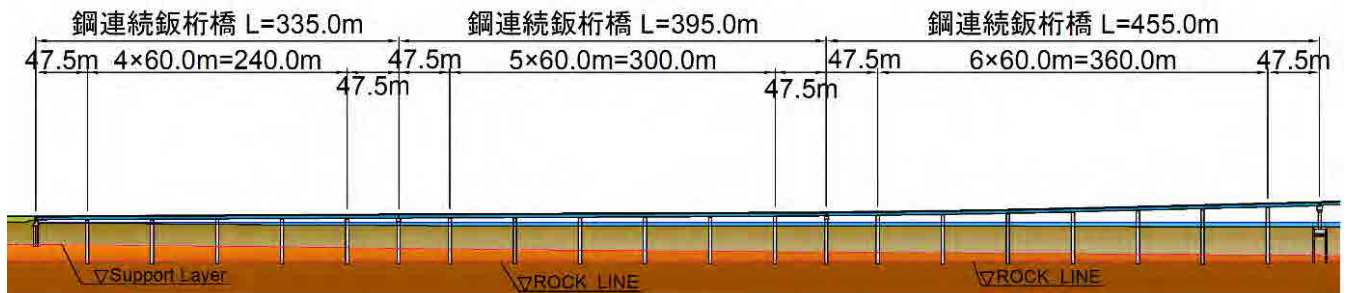 鋼連続鈑桁橋 L=335.0m
鋼連続鈑桁橋 L=395.0m
鋼連続鈑桁橋 L=455.0m
47.5m
4×60.0m=240.0m
47.5m
47.5m
5×60.0m=300.0m
47.5m
47.5m
6×60.0m=360.0m
47.5m
▽Support Layer
▽ROCK LINE
▽ROCK LINE